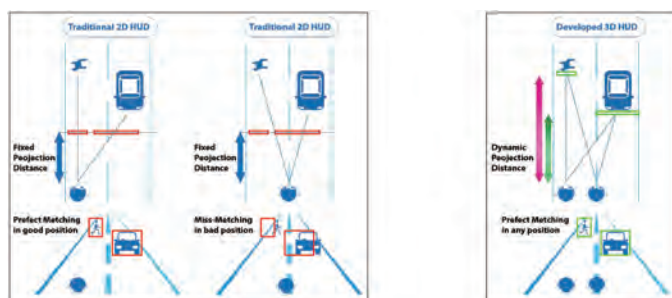 Traditional 2D HUD
Fixed
Peojection
Distance
Prefect Matching
in good position
Traditional 2D HUD
Fixed
Peojection
Distance
Miss-Matching
in bad position
Developed 3D HUD
Dynamic
Peojection
Distance
Prefect Matching
in any position